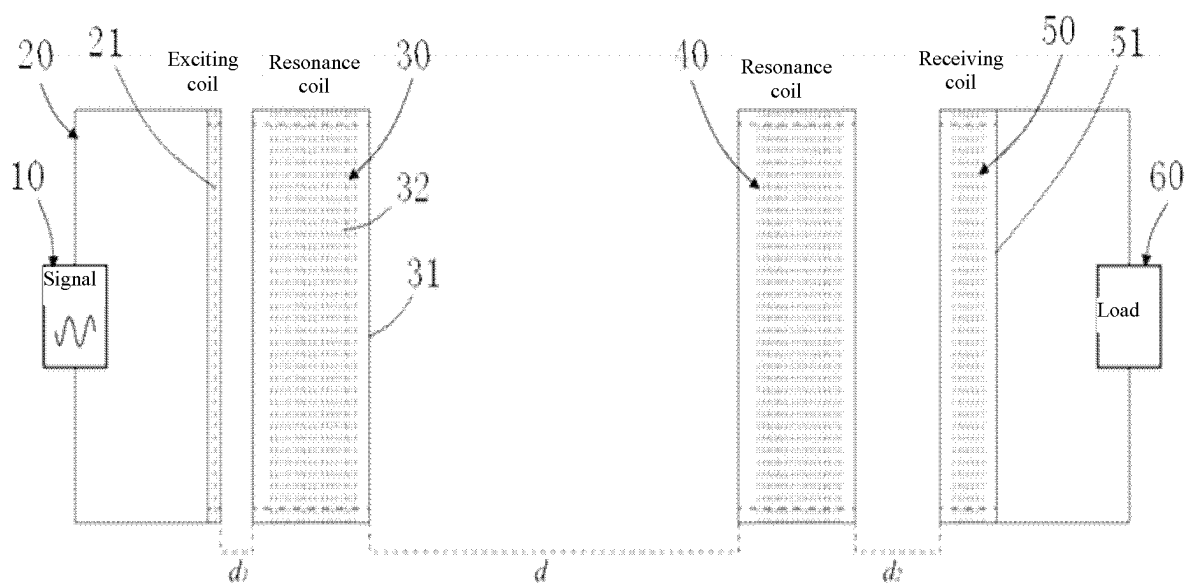 20
21
Exciting
coil
Resonance
coil
30
40
Resonance
coil
Receiving
coil
50
51
10
32
60
Signal
31
Load
d1
d
d2